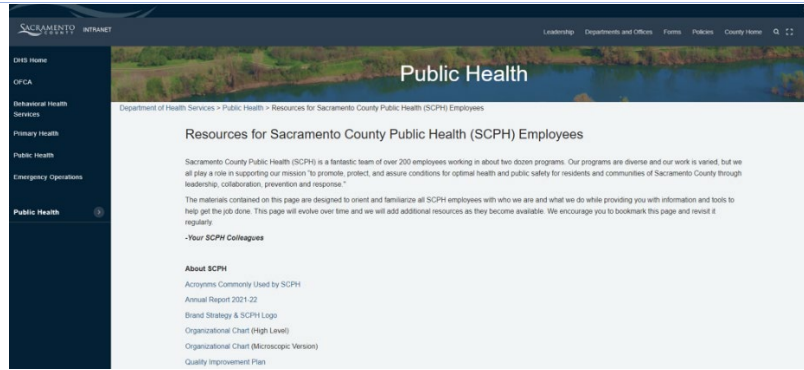 SACRAMENTO COUNTY INTRANET
Leadership Departments and Offices Forms Policies County Home
DHS Home
OFCA
Behavioral Health
Services
Primary Health
Public Health
Emergency Operations
Public Health
Public Health
Department of Health Services > Public Health > Resources for Sacramento County Public Health (SCPH) Employees
Resources for Sacramento County Public Health (SCPH) Employees
Sacramento County Public Health (SCPH) is a fantastic team of over 200 employees working in about two dozen programs. Our programs are diverse and our work is varied, but we
all play a role in supporting our mission "to promote, protect, and assure conditions for optimal health and public safety for residents and communities of Sacramento County through
leadership, collaboration, prevention and response."
The materials contained on this page are designed to orient and familiarize all SCPH employees with who we are and what we do while providing you with information and tools to
help get the job done. This page will evolve over time and we will add additional resources as they become available. We encourage you to bookmark this page and revisit it
regularly.
-Your SCPH Colleagues
About SCPH
Acroynms Commonly Used by SCPH
Annual Report 2021-22
Brand Strategy & SCPH Logo
Organizational Chart (High Level)
Organizational Chart (Microscopic Version)
Quality Improvement Plan